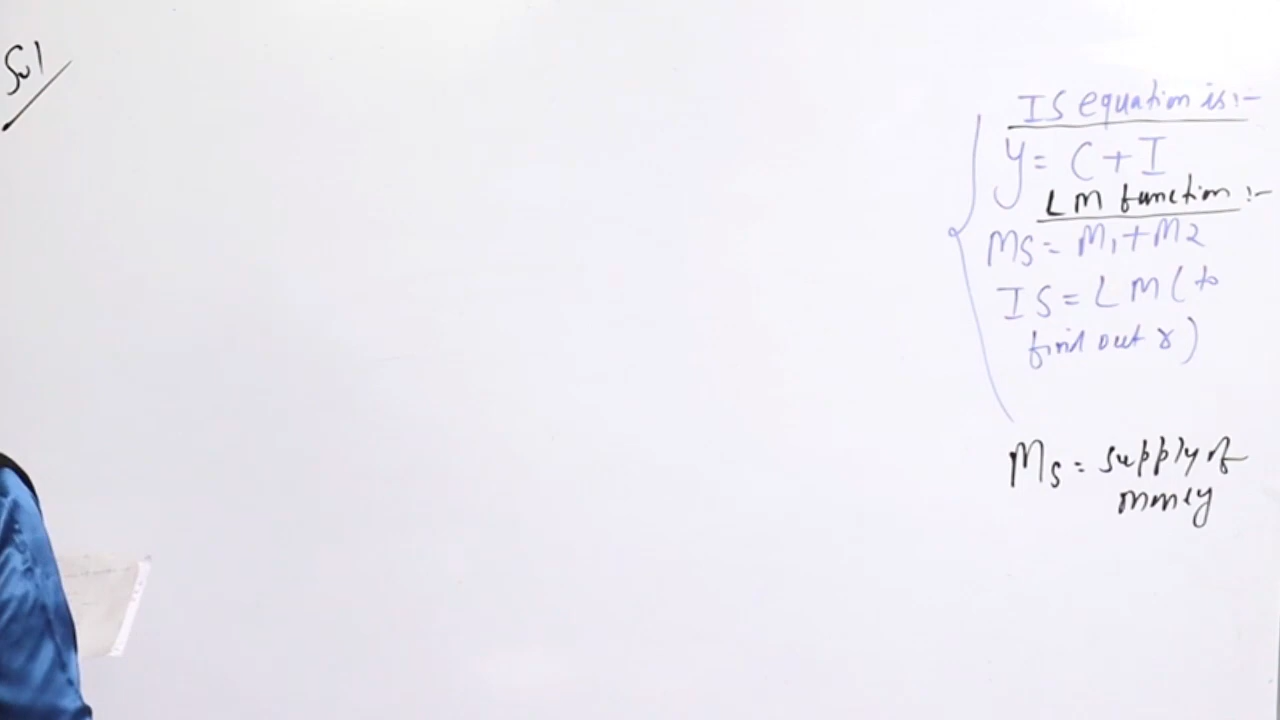 Sol
IS equation is:-
y = C + I
LM function :-
Ms = M1 + M2
IS = LM (to
find out r)
Ms = supply of
money